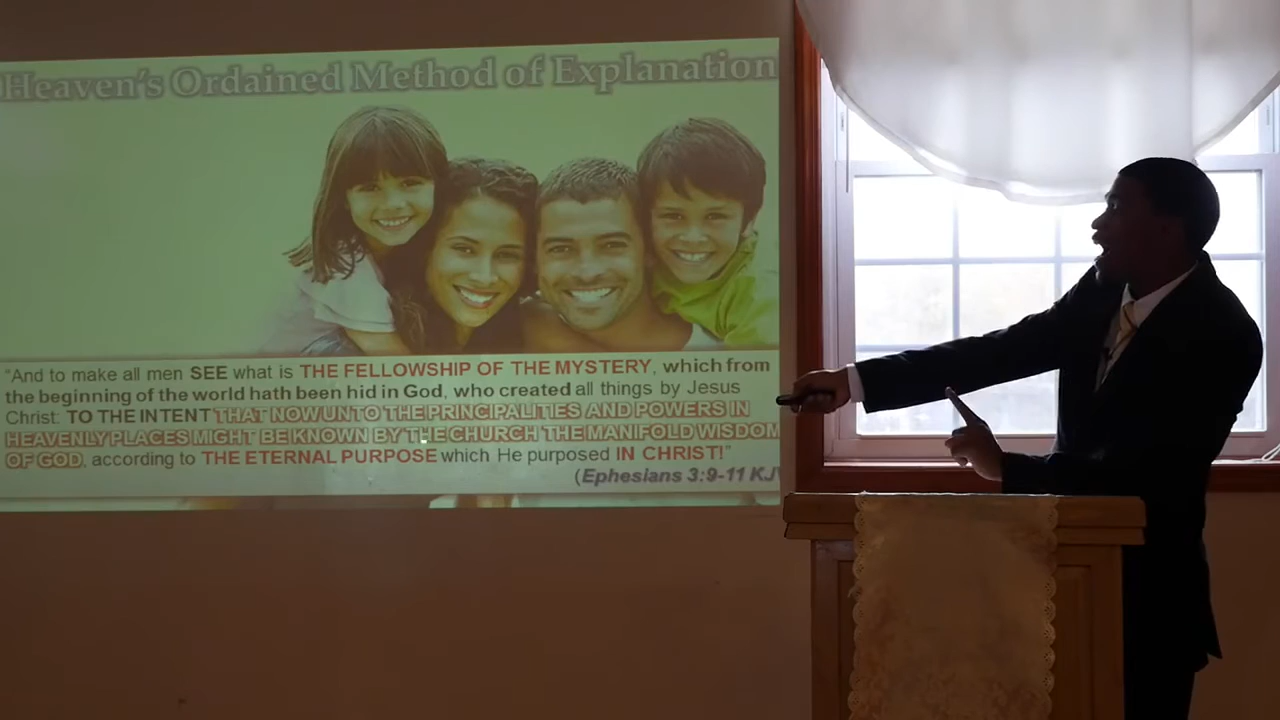 Heaven's Ordained Method of Explanation
"And to make all men SEE what is THE FELLOWSHIP OF THE MYSTERY, which from
the beginning of the world hath been hid in God, who created all things by Jesus
Christ: TO THE INTENT THAT NOW UNTO THE PRINCIPALITIES AND POWERS IN
HEAVENLY PLACES MIGHT BE KNOWN BY THE CHURCH THE MANIFOLD WISDOM
OF GOD, according to THE ETERNAL PURPOSE which He purposed IN CHRIST!"
(Ephesians 3:9-11 KJV